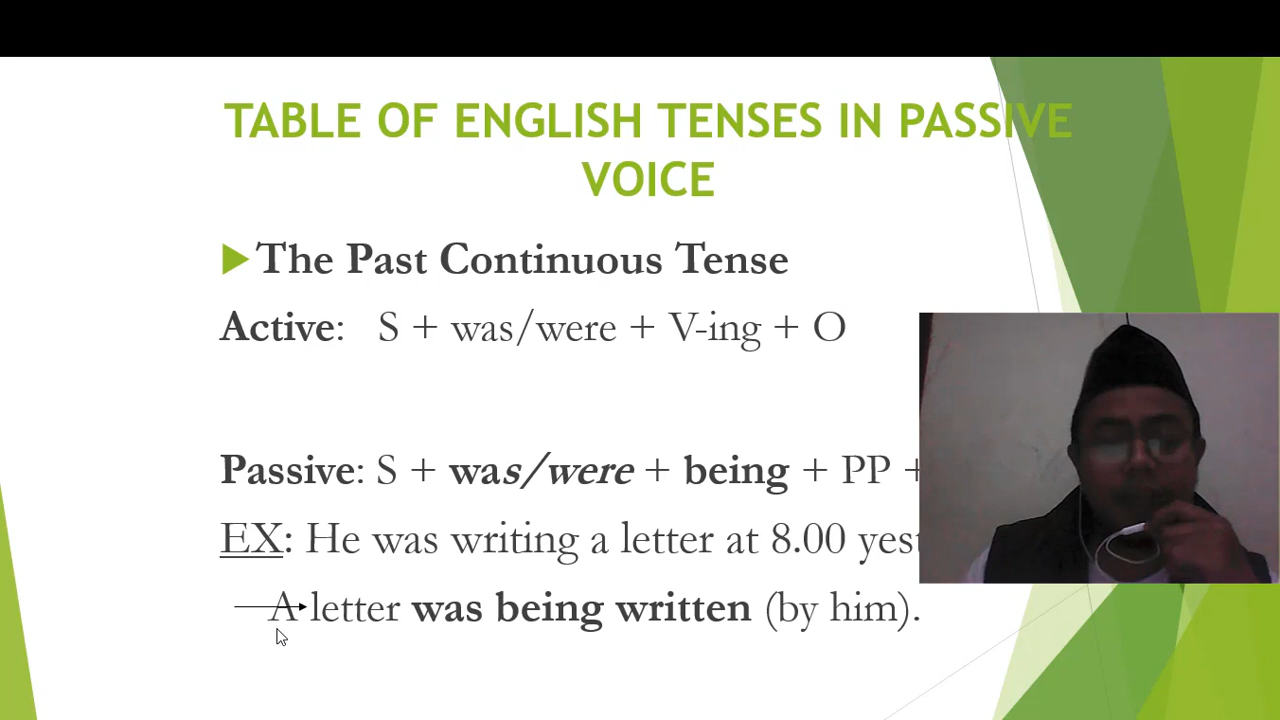 TABLE OF ENGLISH TENSES IN PASSIVE
VOICE
The Past Continuous Tense
Active: S + was/were + V-ing + O
Passive: S + was/were + being + PP +
EX: He was writing a letter at 8.00
A letter was being written (by him).